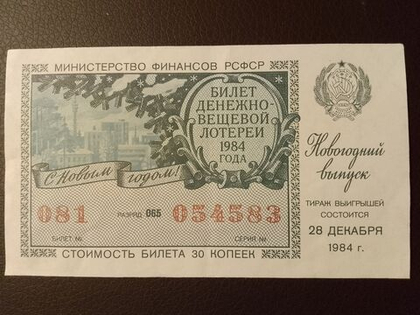 МИНИСТЕРСТВО ФИНАНСОВ РСФСР
БИЛЕТ
ДЕНЕЖНО-
ВЕЩЕВОЙ
ЛОТЕРЕИ
1984
ГОДА
С Новым годом!
081 РАЗРЯД 065 054583
БИЛЕТ № СЕРИЯ №
СТОИМОСТЬ БИЛЕТА 30 КОПЕЕК
Новогодний
выпуск
ТИРАЖ ВЫИГРЫШЕЙ
СОСТОИТСЯ
28 ДЕКАБРЯ
1984 г.